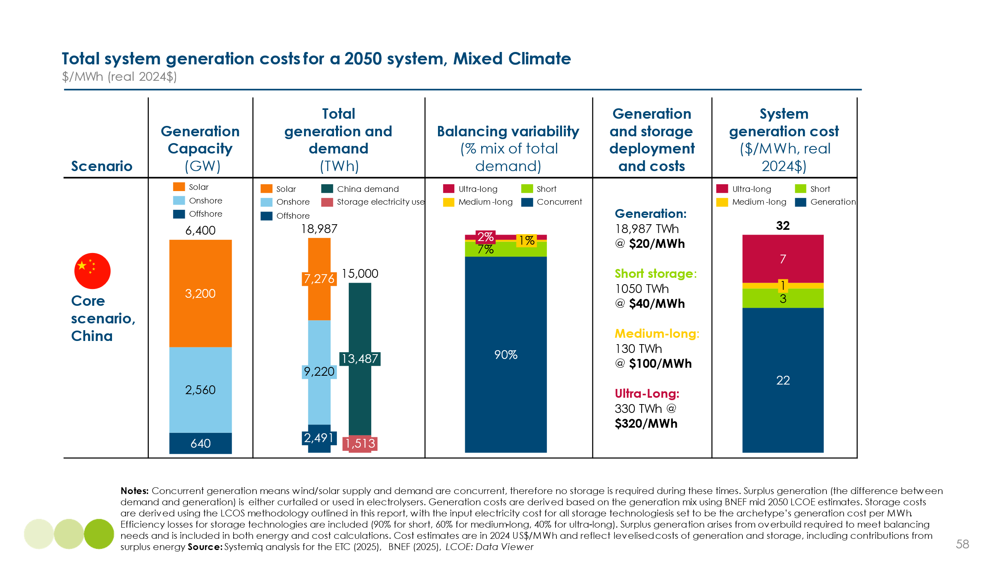 Total system generation costs for a 2050 system, Mixed Climate
$/MWh (real 2024$)
Scenario
Generation
Capacity
(GW)
Total
generation and
demand
(TWh)
Balancing variability
(% mix of total
demand)
Generation
and storage
deployment
and costs
System
generation cost
($/MWh, real
2024$)
Core
scenario,
China
Solar
Onshore
Offshore
6,400
3,200
2,560
640
Solar
Onshore
Offshore
China demand
Storage electricity use
18,987
7,276
9,220
2,491
15,000
13,487
1,513
Ultra-long
Medium-long
Short
Concurrent
2%
1%
7%
90%
Generation:
18,987 TWh
@ $20/MWh
Short storage:
1050 TWh
@ $40/MWh
Medium-long:
130 TWh
@ $100/MWh
Ultra-Long:
330 TWh @
$320/MWh
Ultra-long
Medium-long
Short
Generation
32
7
1
3
22
Notes: Concurrent generation means wind/solar supply and demand are concurrent, therefore no storage is required during these times. Surplus generation (the difference between
demand and generation) is either curtailed or used in electrolysers. Generation costs are derived based on the generation mix using BNEF mid 2050 LCOE estimates. Storage costs
are derived using the LCOS methodology outlined in this report, with the input electricity cost for all storage technologiesis set to be the archetype's generation cost per MWh.
Efficiency losses for storage technologies are included (90% for short, 60% for medium-long, 40% for ultra-long). Surplus generation arises from overbuild required to meet balancing
needs and is included in both energy and cost calculations. Cost estimates are in 2024 US$/MWh and reflect levelised costs of generation and storage, including contributions from
surplus energy Source: Systemiq analysis for the ETC (2025), BNEF (2025), LCOE: Data Viewer
58